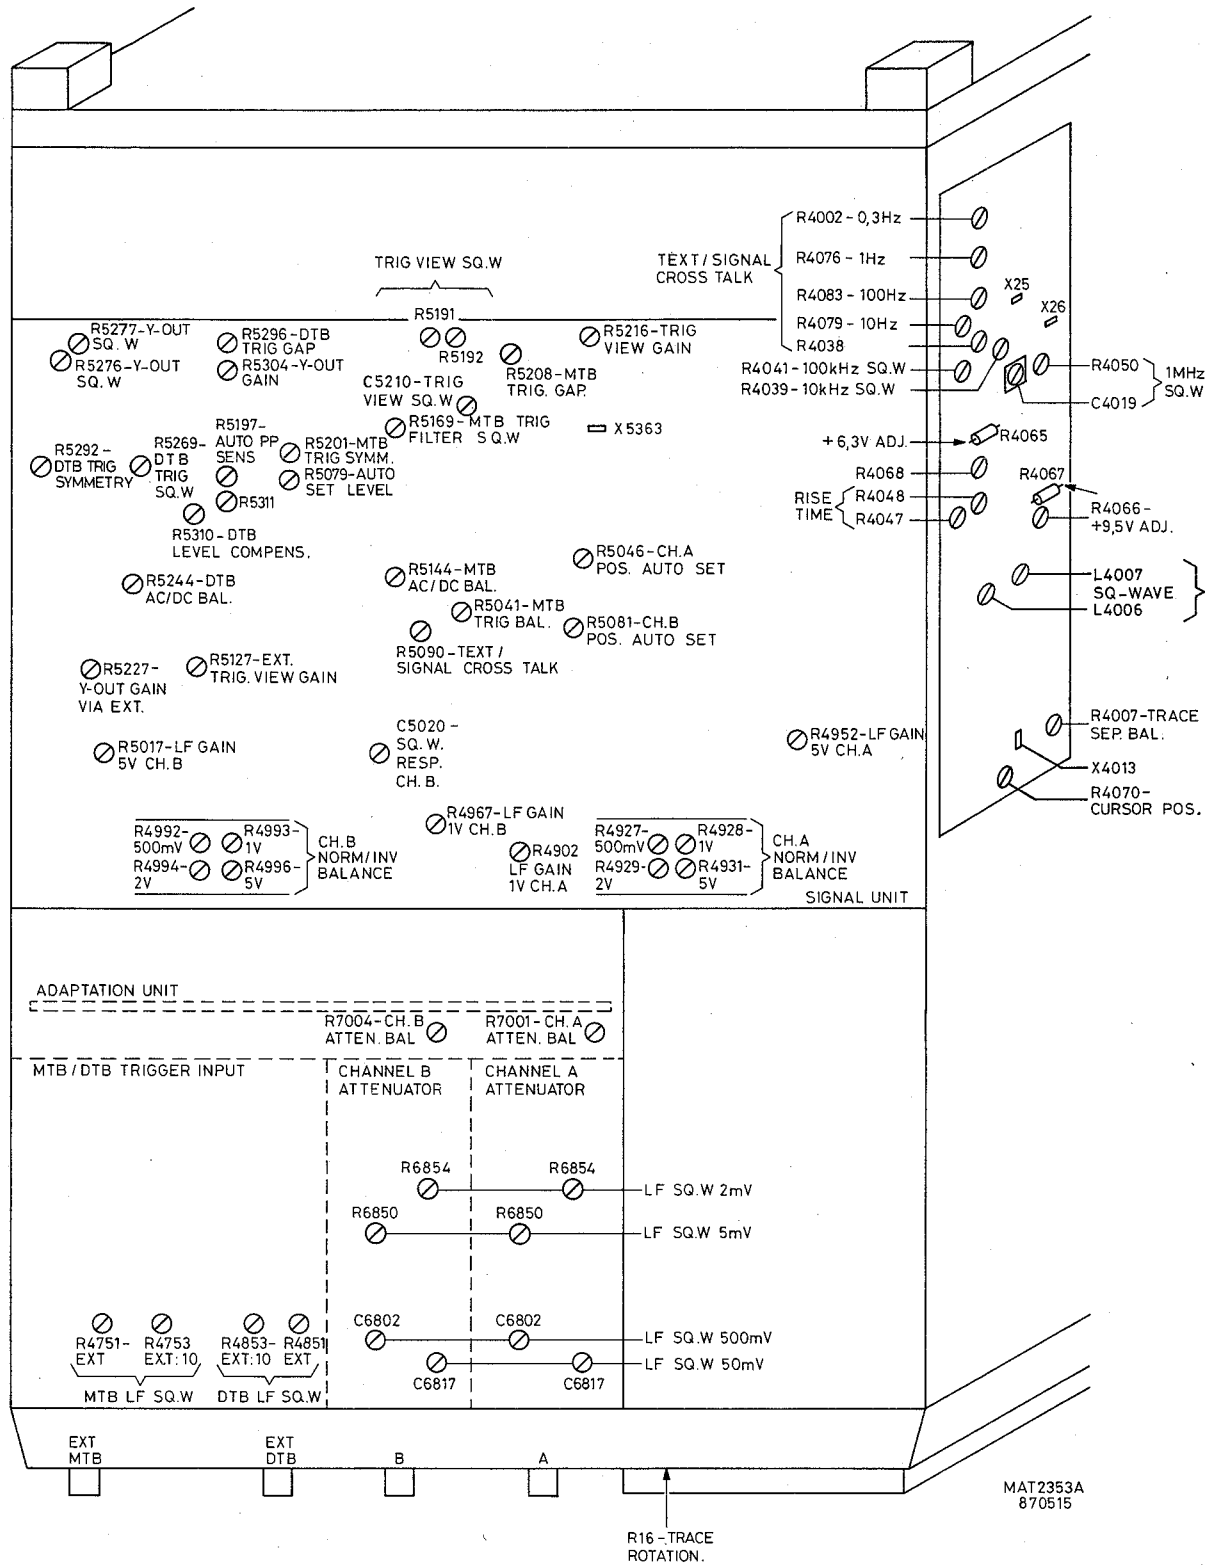 R4002-0,3Hz
TEXT/SIGNAL
CROSS TALK
R4076-1Hz
R4083-100Hz
R4079-10Hz
R4038
R4041-100kHz SQ.W
R4039-10kHz SQ.W
X25
X26
R4050
C4019
1MHz
SQ.W
+6,3V ADJ.
R4065
R4068
R4067
RISE
TIME
R4048
R4047
R4066-
+9,5V ADJ.
L4007
SQ-WAVE
L4006
R4007-TRACE
SEP. BAL.
X4013
R4070-
CURSOR POS.
TRIG VIEW SQ.W
R5191
R5192
R5277-Y-OUT
SQ. W
R5276-Y-OUT
SQ. W
R5296-DTB
TRIG GAP
R5304-Y-OUT
GAIN
R5216-TRIG
VIEW GAIN
R5208-MTB
TRIG. GAP.
C5210-TRIG
VIEW SQ.W
R5169-MTB TRIG
FILTER SQ.W
X5363
R5292-
DTB TRIG
SYMMETRY
R5269-
DTB
TRIG
SQ.W
R5197-
AUTO PP
SENS
R5311
R5201-MTB
TRIG SYMM.
R5079-AUTO
SET LEVEL
R5310-DTB
LEVEL COMPENS.
R5046-CH.A
POS. AUTO SET
R5244-DTB
AC/DC BAL.
R5144-MTB
AC/DC BAL.
R5041-MTB
TRIG BAL.
R5081-CH.B
POS. AUTO SET
R5090-TEXT/
SIGNAL CROSS TALK
R5227-
Y-OUT GAIN
VIA EXT.
R5127-EXT.
TRIG. VIEW GAIN
R5017-LF GAIN
5V CH.B
C5020-
SQ. W.
RESP.
CH. B.
R4952-LF GAIN
5V CH.A
R4967-LF GAIN
1V CH.B
R4902
LF GAIN
1V CH.A
R4992-
500mV
R4993-
1V
R4994-
2V
R4996-
5V
CH.B
NORM/INV
BALANCE
R4927-
500mV
R4928-
1V
R4929-
2V
R4931-
5V
CH.A
NORM/INV
BALANCE
SIGNAL UNIT
ADAPTATION UNIT
R7004-CH.B
ATTEN. BAL
R7001-CH.A
ATTEN. BAL
MTB/DTB TRIGGER INPUT
CHANNEL B
ATTENUATOR
CHANNEL A
ATTENUATOR
R6854
R6854
LF SQ.W 2mV
R6850
R6850
LF SQ.W 5mV
C6802
C6802
LF SQ.W 500mV
C6817
C6817
LF SQ.W 50mV
R4751-
EXT
R4753
EXT:10
MTB LF SQ.W
R4853-
EXT:10
R4851
EXT
DTB LF SQ.W
EXT
MTB
EXT
DTB
B
A
R16-TRACE
ROTATION.
MAT2353A
870515